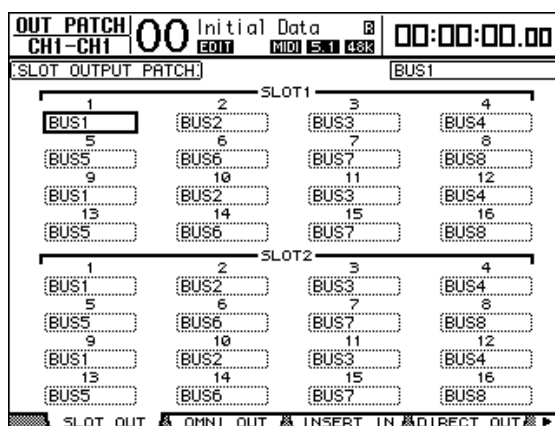 OUT PATCH 00 Initial Data R 00:00:00.00
CH1-CH1 EDIT MIDI 5.1 48k
SLOT OUTPUT PATCH BUS1
SLOT1
1 2 3 4
BUS1 BUS2 BUS3 BUS4
5 6 7 8
BUS5 BUS6 BUS7 BUS8
9 10 11 12
BUS1 BUS2 BUS3 BUS4
13 14 15 16
BUS5 BUS6 BUS7 BUS8
SLOT2
1 2 3 4
BUS1 BUS2 BUS3 BUS4
5 6 7 8
BUS5 BUS6 BUS7 BUS8
9 10 11 12
BUS1 BUS2 BUS3 BUS4
13 14 15 16
BUS5 BUS6 BUS7 BUS8
SLOT OUT OMNI OUT INSERT IN DIRECT OUT